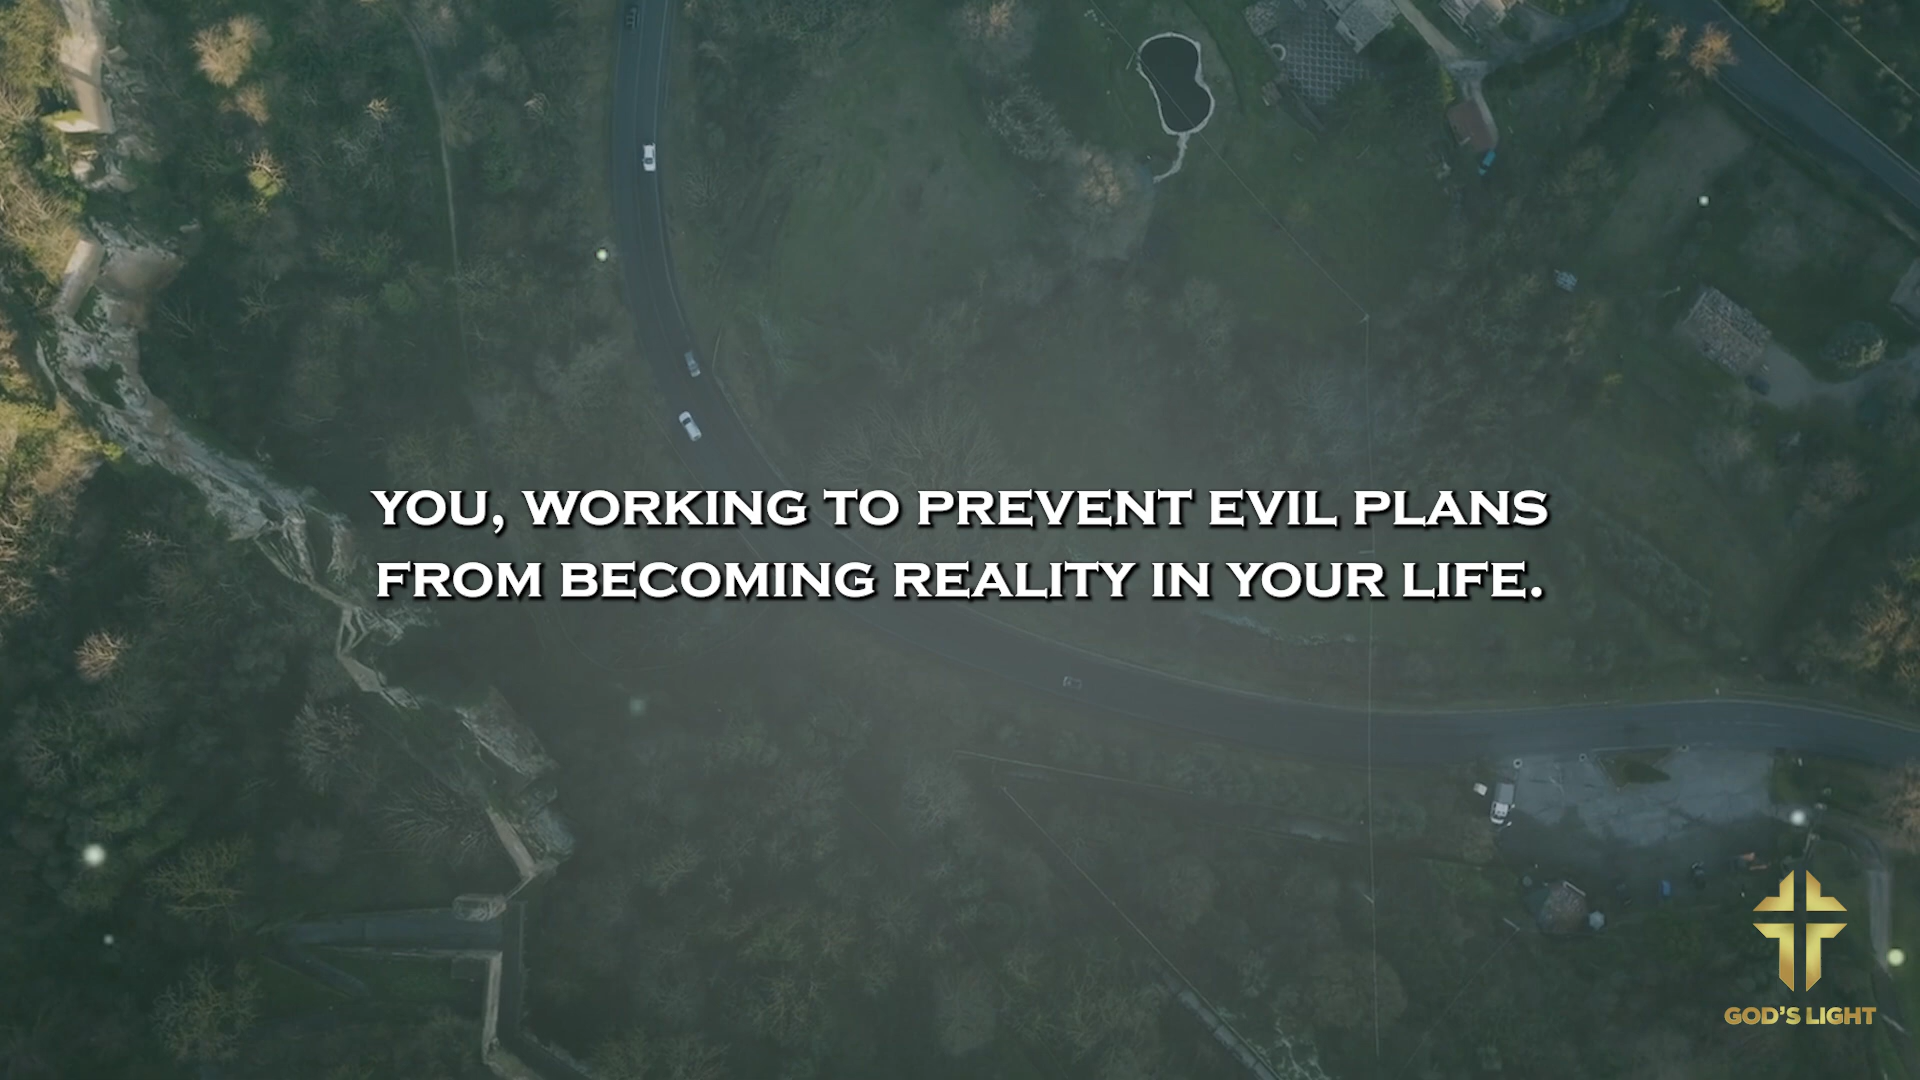 YOU, WORKING TO PREVENT EVIL PLANS
FROM BECOMING REALITY IN YOUR LIFE.
GOD'S LIGHT